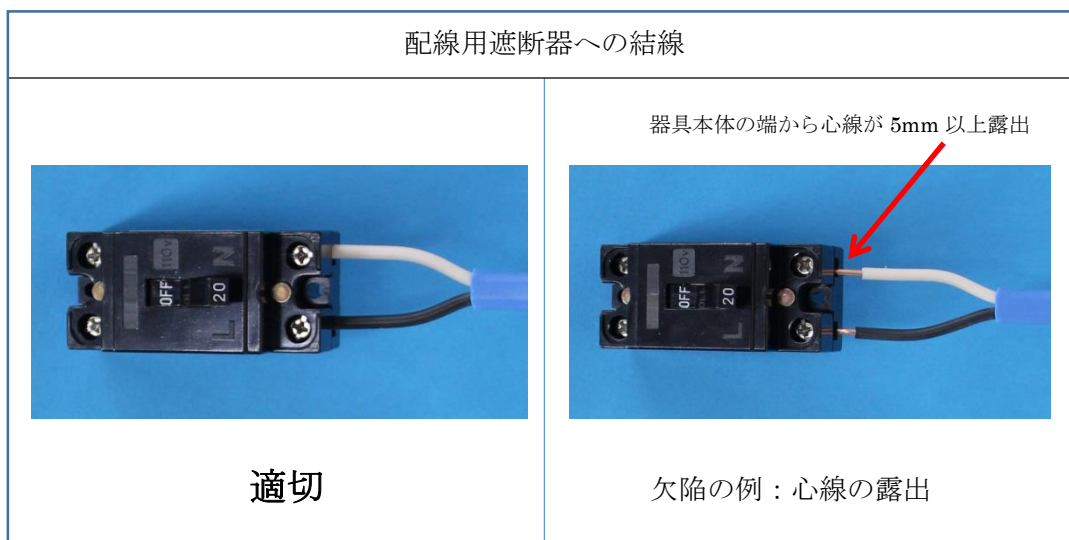 配線用遮断器への結線
器具本体の端から心線が 5mm 以上露出
110V
N
OFF
20
L
110V
N
OFF
20
L
適切
欠陥の例：心線の露出